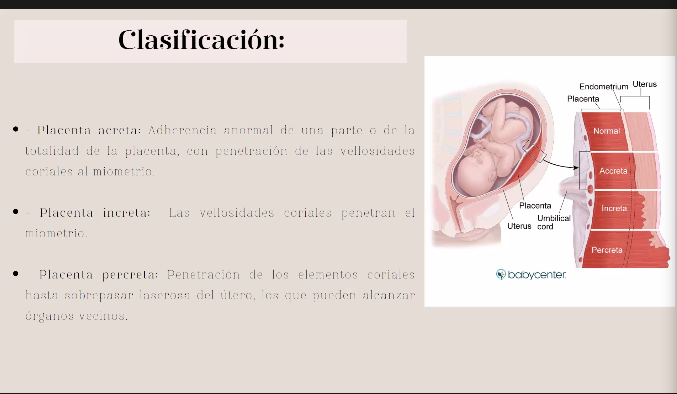 Clasificación:
- Placenta acreta: Adherencia anormal de una parte o de la
totalidad de la placenta, con penetración de las vellosidades
coriales al miometrio.
- Placenta increta: Las vellosidades coriales penetran el
miometrio.
Placenta percreta: Penetración de los elementos coriales
hasta sobrepasar laserosa del útero, los que pueden alcanzar
órganos vecinos.
Endometrium Uterus
Placenta
Normal
Accreta
Increta
Percreta
Placenta
Umbilical
cord
Uterus
babycenter.